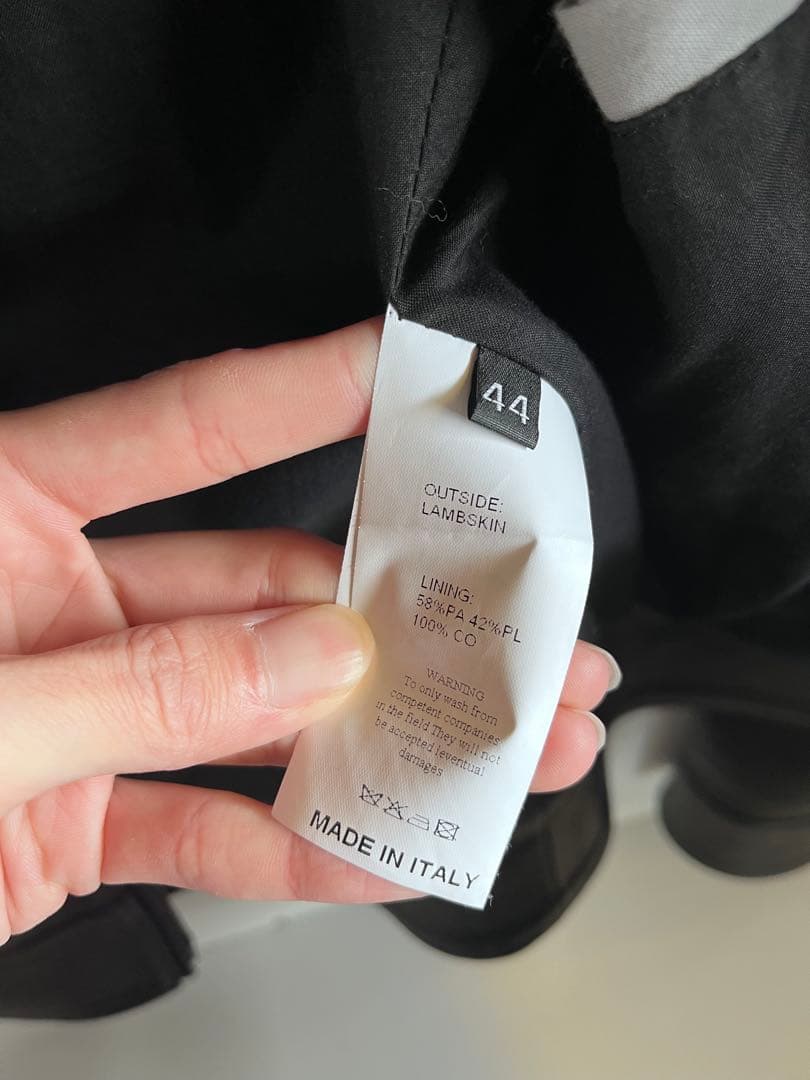 44
OUTSIDE:
LAMBSKIN
LINING:
58%PA 42%PL
100% CO
WARNING
To only wash from
competent companies
in the field They will not
be accepted ieventual
damages
MADE IN ITALY